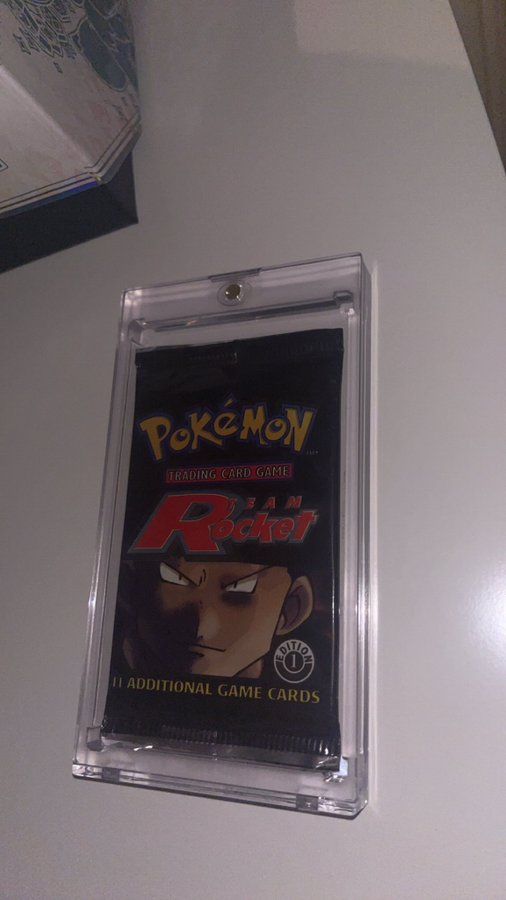 POKéMON
TRADING CARD GAME
TEAM
Rocket
EDITION
1
11 ADDITIONAL GAME CARDS